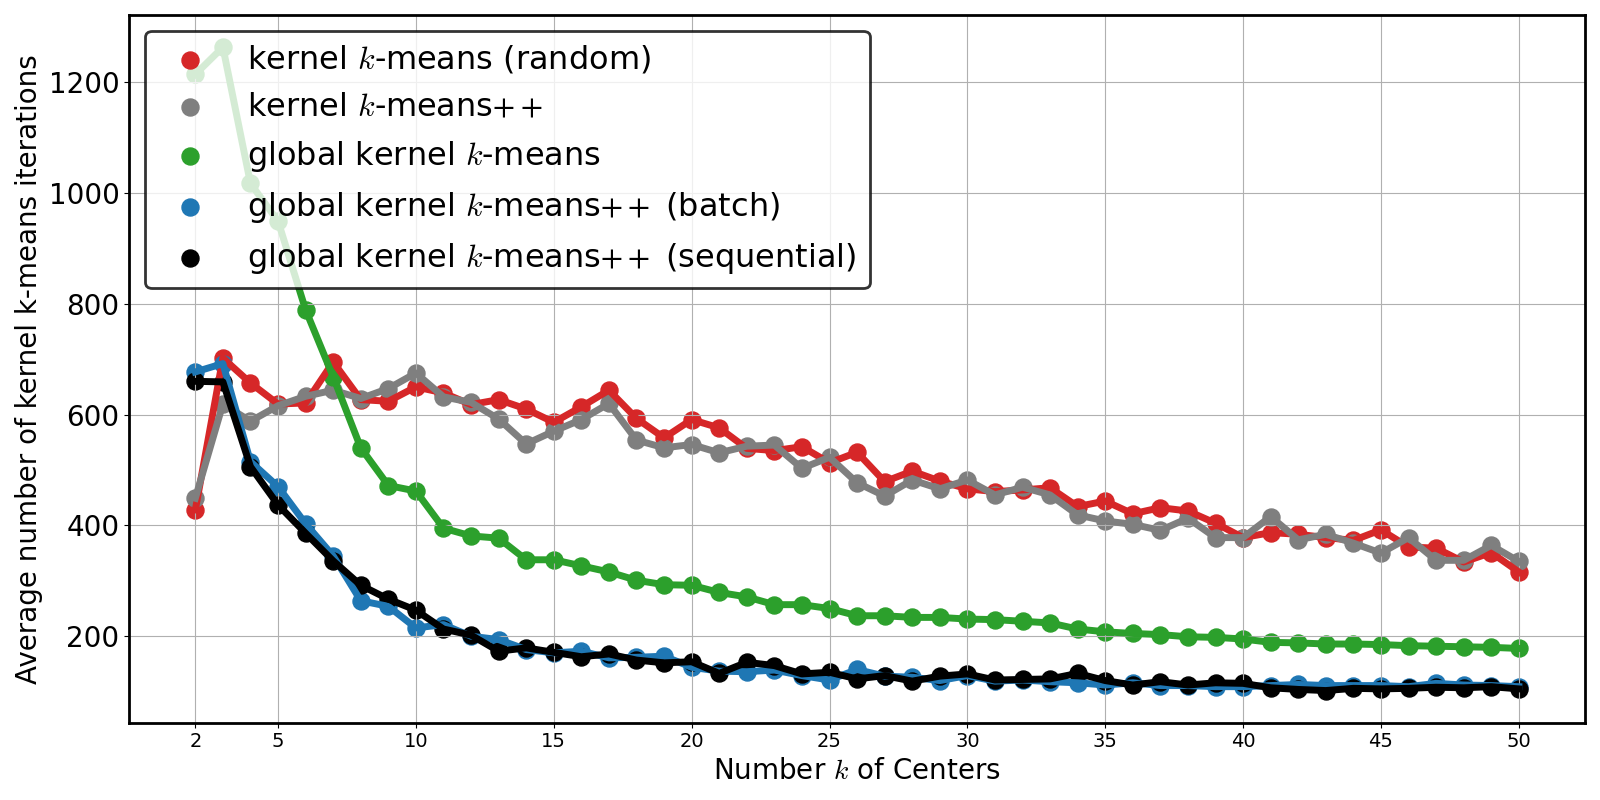 Average number of kernel k-means iterations
1200
1000
800
600
400
200
kernel k-means (random)
kernel k-means++
global kernel k-means
global kernel k-means++ (batch)
global kernel k-means++ (sequential)
2 5 10 15 20 25 30 35 40 45 50
Number k of Centers